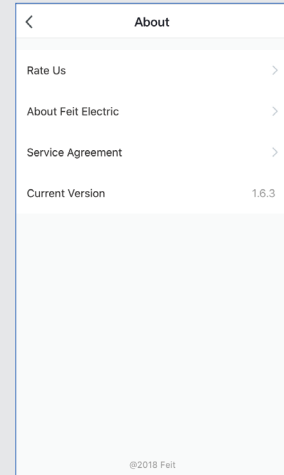 About
Rate Us
About Feit Electric
Service Agreement
Current Version 1.6.3
@2018 Feit